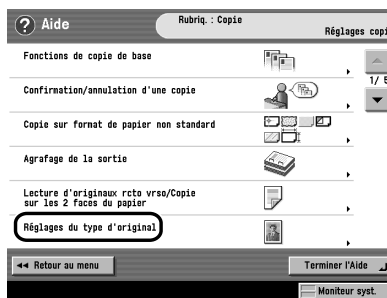 Aide
Rubriq. : Copie
Réglages copi
Fonctions de copie de base
1/ 5
Confirmation/annulation d'une copie
Copie sur format de papier non standard
Agrafage de la sortie
Lecture d'originaux rcto vrso/Copie
sur les 2 faces du papier
Réglages du type d'original
Retour au menu
Terminer l'Aide
Moniteur syst.